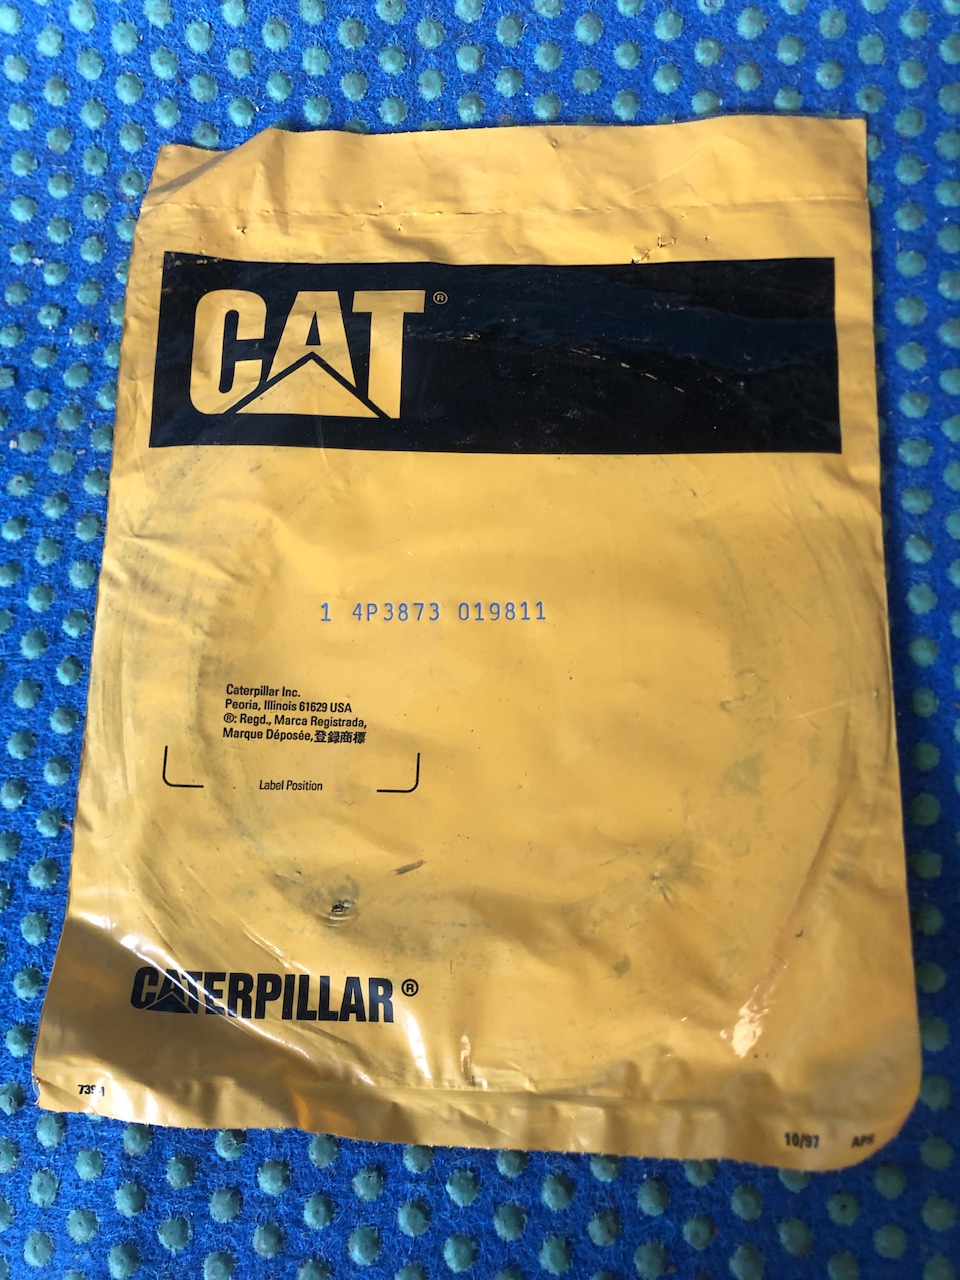 CAT®
1 4P3873 019811
Caterpillar Inc.
Peoria, Illinois 61629 USA
®: Regd., Marca Registrada,
Marque Déposée,登録商標
Label Position
CATERPILLAR®
10/97